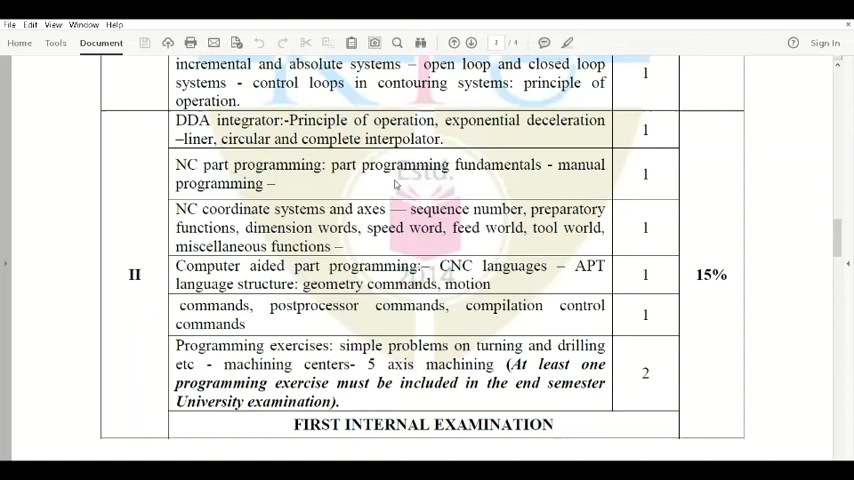 File Edit View Window Help
Home Tools Document 7 / 4 Sign In
incremental and absolute systems – open loop and closed loop
systems - control loops in contouring systems: principle of 1
operation.
DDA integrator:-Principle of operation, exponential deceleration 1
–liner, circular and complete interpolator.
NC part programming: part programming fundamentals - manual 1
programming –
NC coordinate systems and axes — sequence number, preparatory
functions, dimension words, speed word, feed world, tool world, 1
miscellaneous functions –
Computer aided part programming:– CNC languages – APT
II 1 15%
language structure: geometry commands, motion
commands, postprocessor commands, compilation control 1
commands
Programming exercises: simple problems on turning and drilling
etc - machining centers- 5 axis machining (At least one 2
programming exercise must be included in the end semester
University examination).
FIRST INTERNAL EXAMINATION
Estd.
2014